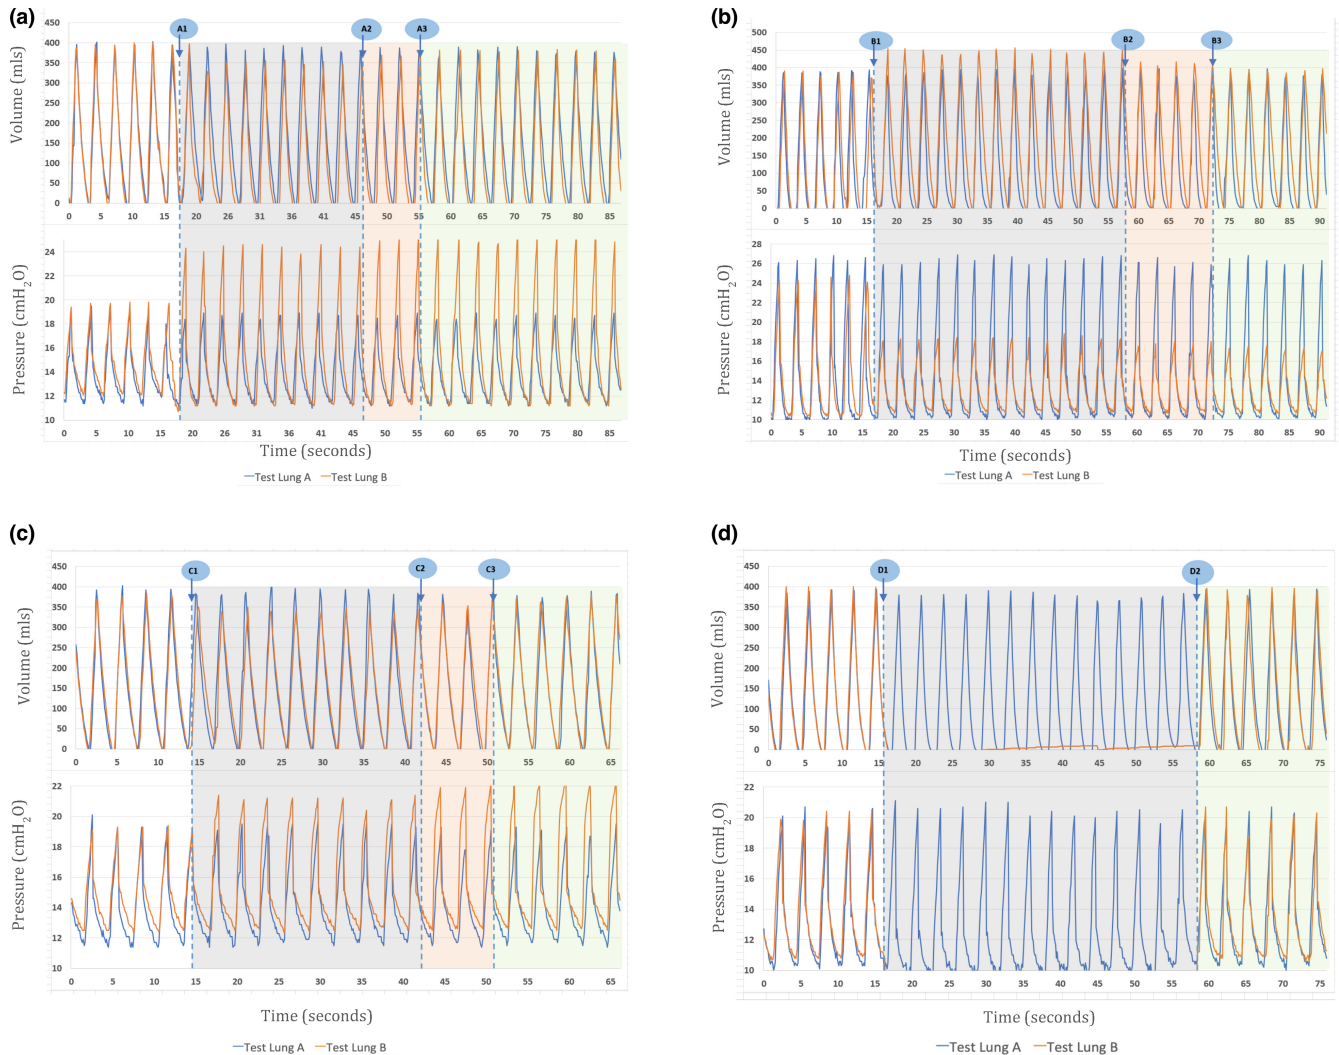 (a)
A1 A2 A3
Volume (mls)
450
400
350
300
250
200
150
100
50
0
0 5 10 15 20 26 31 36 41 46 50 55 60 65 70 75 80 85
Pressure (cmH2O)
24
22
20
18
16
14
12
10
0 5 10 15 20 26 31 36 41 46 50 55 60 65 70 75 80 85
Time (seconds)
Test Lung A Test Lung B
(b)
B1 B2 B3
Volume (mls)
500
450
400
350
300
250
200
150
100
50
0
0 5 10 15 20 25 30 35 40 45 50 55 60 65 70 75 80 85 90
Pressure (cmH2O)
28
26
24
22
20
18
16
14
12
10
0 5 10 15 20 25 30 35 40 45 50 55 60 65 70 75 80 85 90
Time (seconds)
Test Lung A Test Lung B
(c)
C1 C2 C3
Volume (mls)
450
400
350
300
250
200
150
100
50
0
0 5 10 15 20 25 30 35 40 45 50 55 60 65
Pressure (cmH2O)
22
20
18
16
14
12
10
0 5 10 15 20 25 30 35 40 45 50 55 60 65
Time (seconds)
Test Lung A Test Lung B
(d)
D1 D2
Volume (mls)
450
400
350
300
250
200
150
100
50
0
0 5 10 15 20 25 30 35 40 45 50 55 60 65 70 75
Pressure (cmH2O)
22
20
18
16
14
12
10
0 5 10 15 20 25 30 35 40 45 50 55 60 65 70 75
Time (seconds)
Test Lung A Test Lung B